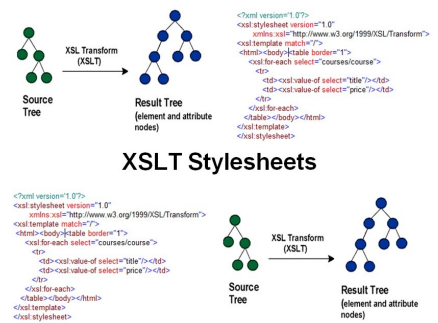 XSL Transform
(XSLT)
Source
Tree
Result Tree
(element and attribute
nodes)
<?xml version="1.0"?>
<xsl:stylesheet version="1.0"
xmlns:xsl="http://www.w3.org/1999/XSL/Transform">
<xsl:template match="/">
<html><body><table border="1">
<xsl:for-each select="courses/course">
<tr>
<td><xsl:value-of select="title"/></td>
<td><xsl:value-of select="price"/></td>
</tr>
</xsl:for-each>
</table></body></html>
</xsl:template>
</xsl:stylesheet>
XSLT Stylesheets
<?xml version="1.0"?>
<xsl:stylesheet version="1.0"
xmlns:xsl="http://www.w3.org/1999/XSL/Transform">
<xsl:template match="/">
<html><body><table border="1">
<xsl:for-each select="courses/course">
<tr>
<td><xsl:value-of select="title"/></td>
<td><xsl:value-of select="price"/></td>
</tr>
</xsl:for-each>
</table></body></html>
</xsl:template>
</xsl:stylesheet>
XSL Transform
(XSLT)
Source
Tree
Result Tree
(element and attribute
nodes)